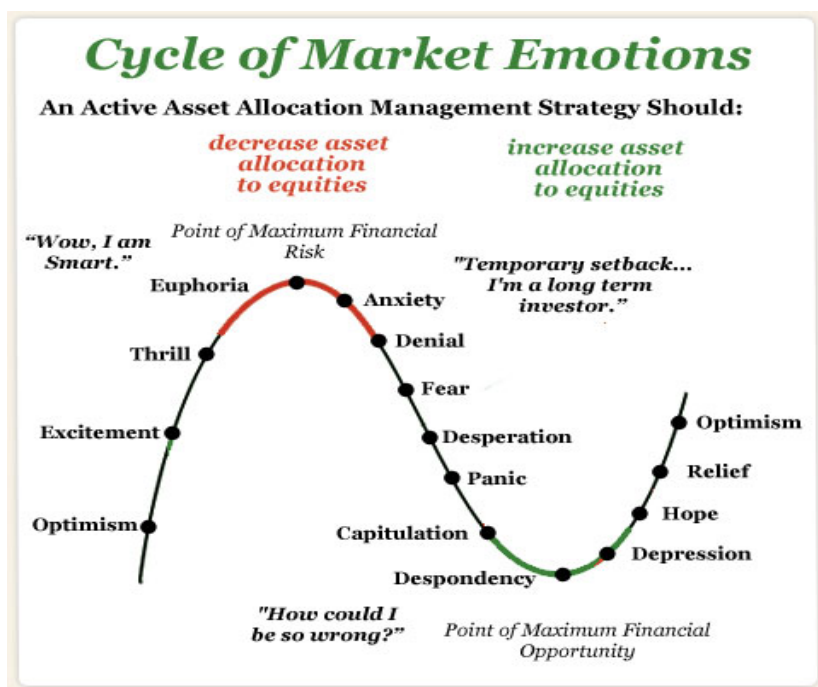 Cycle of Market Emotions
An Active Asset Allocation Management Strategy Should:
decrease asset
allocation
to equities
increase asset
allocation
to equities
“Wow, I am
Smart.”
Point of Maximum Financial
Risk
"Temporary setback...
I'm a long term
investor.”
Euphoria
Anxiety
Thrill
Denial
Fear
Excitement
Desperation
Optimism
Panic
Relief
Optimism
Capitulation
Hope
Despondency
Depression
"How could I
be so wrong?”
Point of Maximum Financial
Opportunity